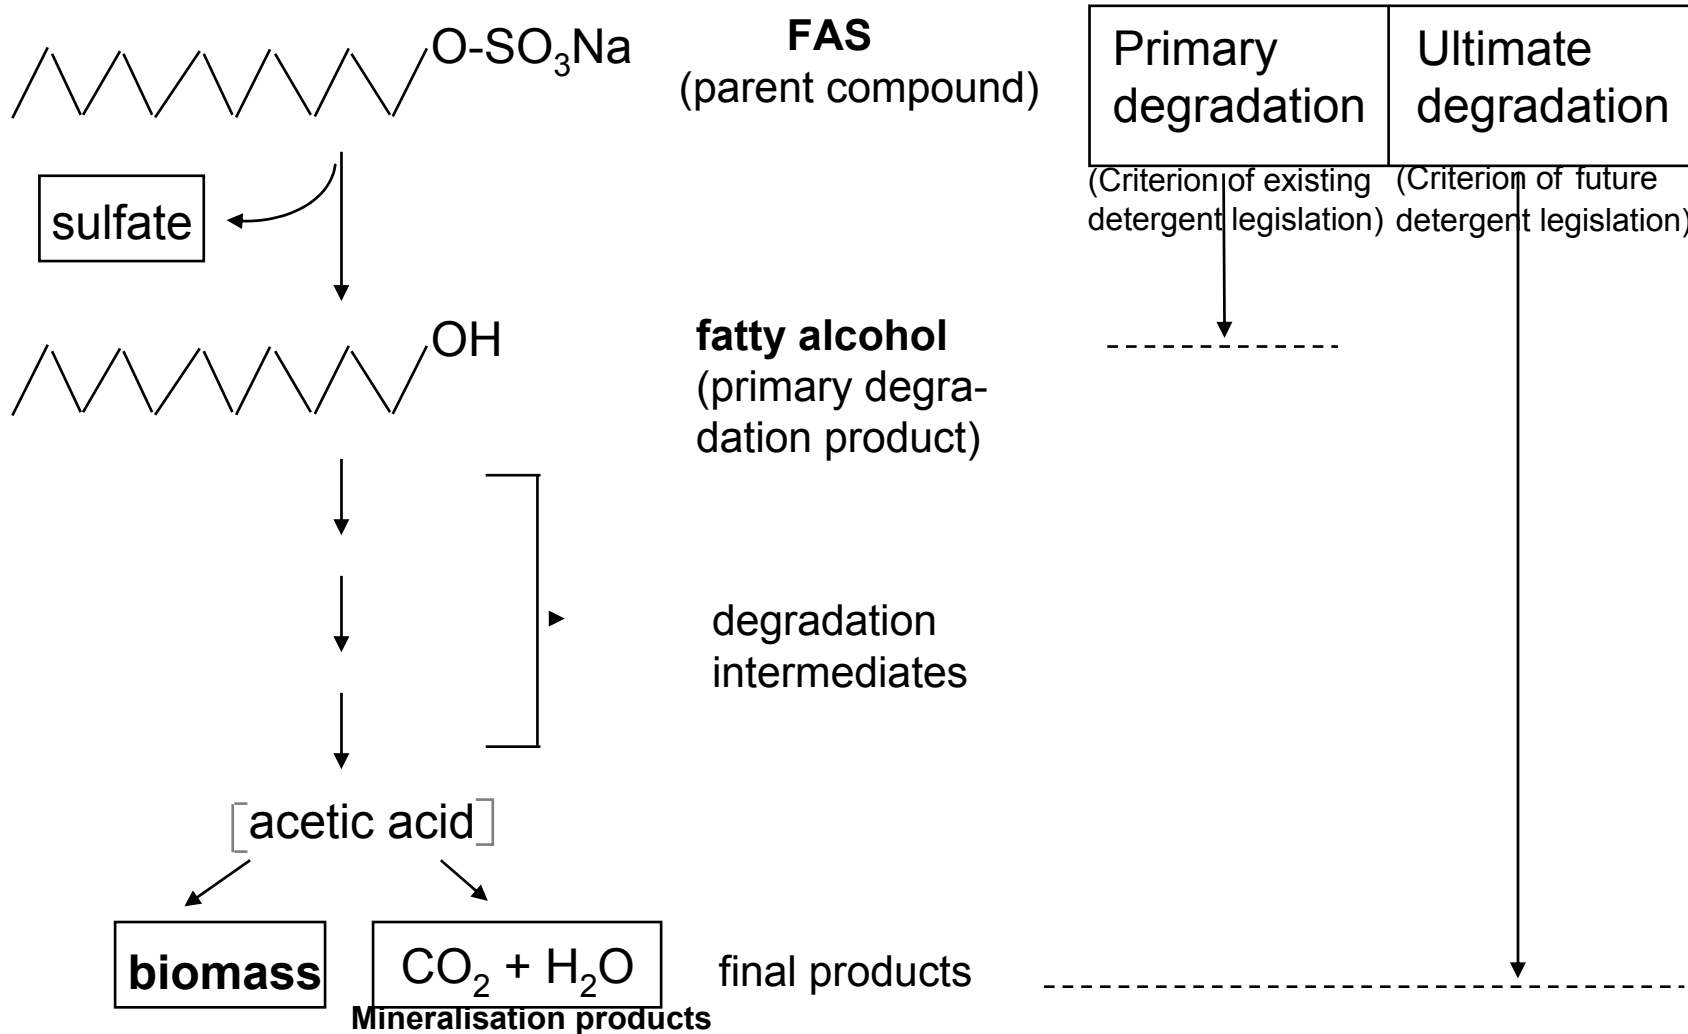 O-SO₃Na
FAS
(parent compound)
Primary
degradation
Ultimate
degradation
(Criterion of existing
detergent legislation)
(Criterion of future
detergent legislation)
sulfate
OH
fatty alcohol
(primary degra-
dation product)
degradation
intermediates
[acetic acid]
biomass
CO₂ + H₂O
final products
Mineralisation products